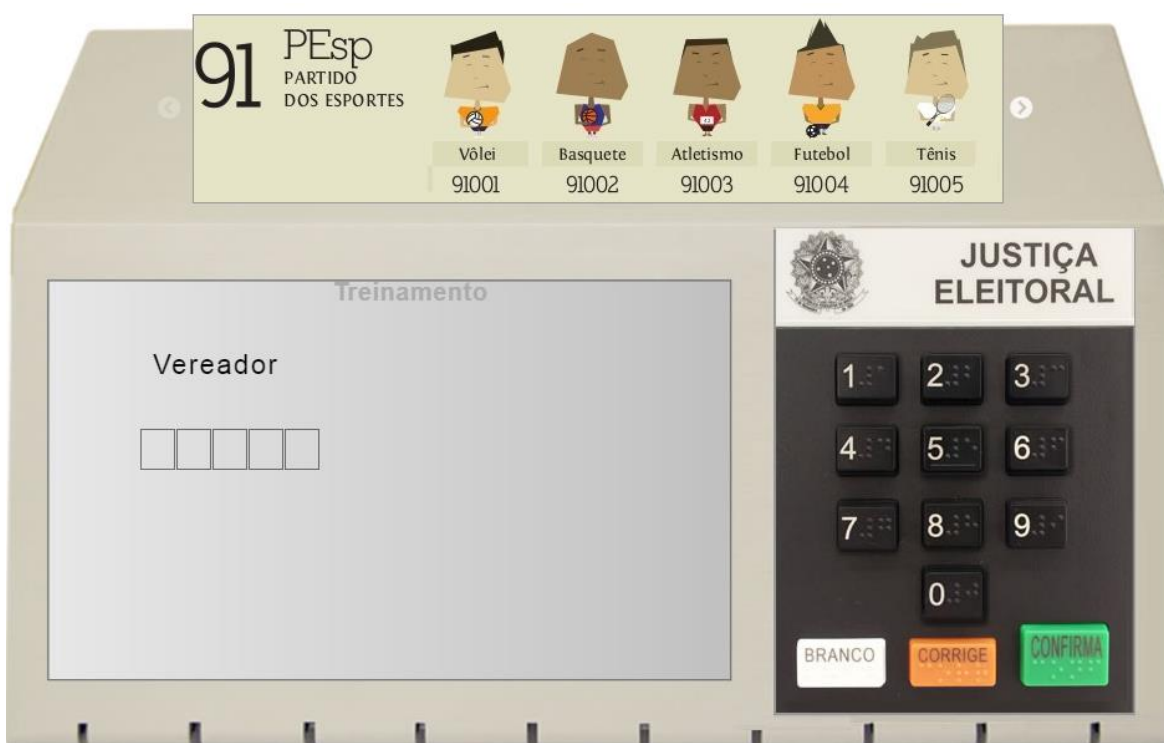 91
PEsp
PARTIDO
DOS ESPORTES
Vôlei Basquete Atletismo Futebol Tênis
91001 91002 91003 91004 91005
JUSTIÇA
ELEITORAL
Treinamento
Vereador
1 2 3
4 5 6
7 8 9
0
BRANCO CORRIGE CONFIRMA